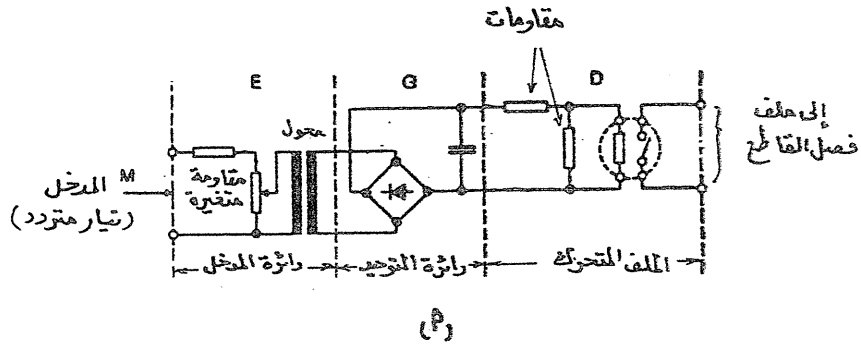 مقاومات
E
G
D
محول
إلى ملف
فصل القاطع
مقاومة
متغيرة
M
المدخل
(تيار متردد)
دائرة المدخل
دائرة التوحيد
الملف المتحرك
(P)